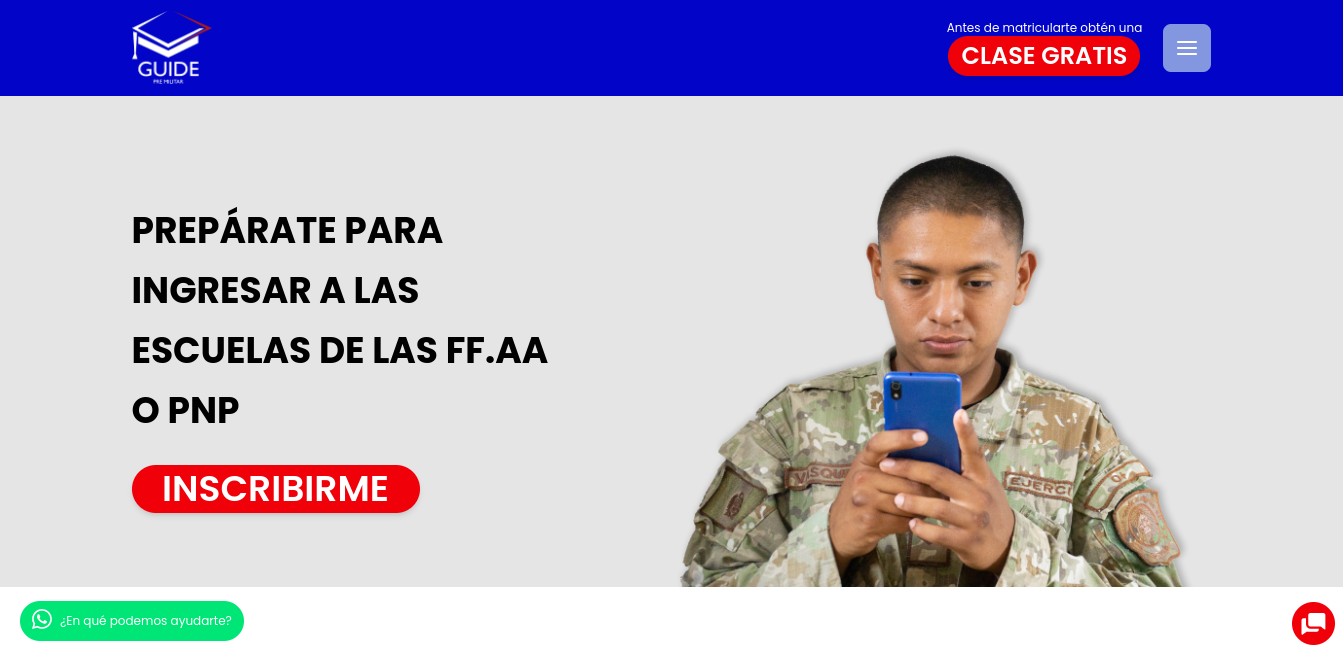 GUIDE
PRE MILITAR
Antes de matricularte obtén una
CLASE GRATIS
PREPÁRATE PARA
INGRESAR A LAS
ESCUELAS DE LAS FF.AA
O PNP
INSCRIBIRME
¿En qué podemos ayudarte?